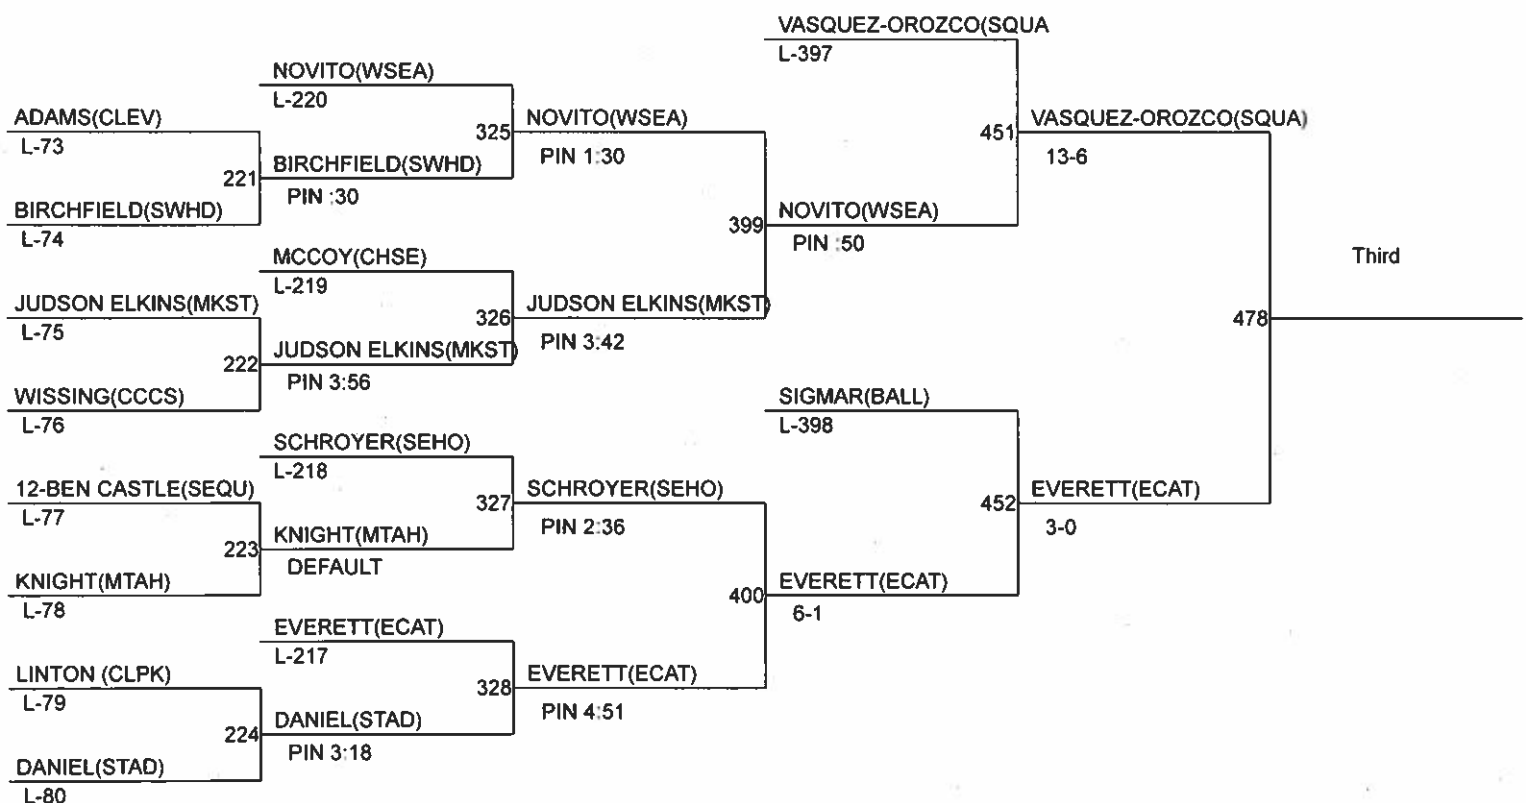 VASQUEZ-OROZCO(SQUA
L-397
NOVITO(WSEA)
L-220
ADAMS(CLEV)
L-73
325
NOVITO(WSEA)
PIN 1:30
451
VASQUEZ-OROZCO(SQUA)
13-6
221
BIRCHFIELD(SWHD)
PIN :30
BIRCHFIELD(SWHD)
L-74
399
NOVITO(WSEA)
PIN :50
MCCOY(CHSE)
L-219
Third
JUDSON ELKINS(MKST)
L-75
326
JUDSON ELKINS(MKST)
PIN 3:42
478
222
JUDSON ELKINS(MKST)
PIN 3:56
WISSING(CCCS)
L-76
SIGMAR(BALL)
L-398
SCHROYER(SEHO)
L-218
12-BEN CASTLE(SEQU)
L-77
327
SCHROYER(SEHO)
PIN 2:36
452
EVERETT(ECAT)
3-0
223
KNIGHT(MTAH)
DEFAULT
KNIGHT(MTAH)
L-78
400
EVERETT(ECAT)
6-1
EVERETT(ECAT)
L-217
LINTON (CLPK)
L-79
328
EVERETT(ECAT)
PIN 4:51
224
DANIEL(STAD)
PIN 3:18
DANIEL(STAD)
L-80